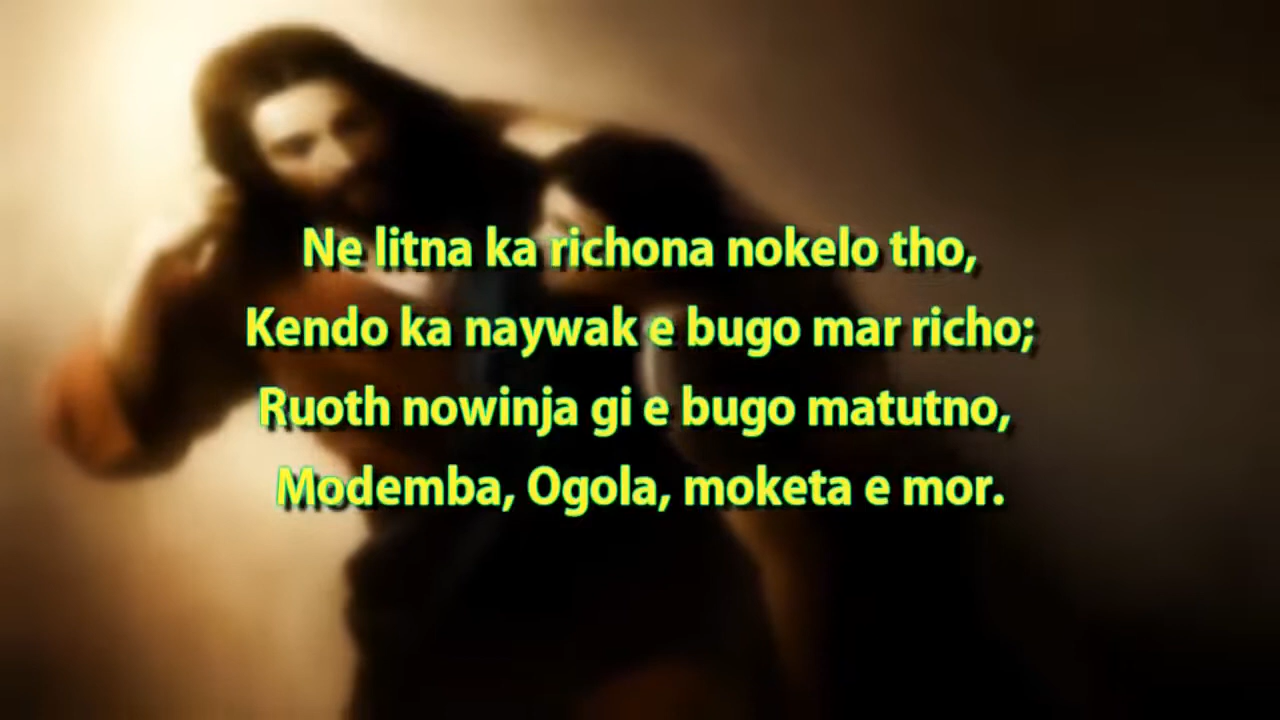 Ne litna ka richona nokelo tho,
Kendo ka naywak e bugo mar richo;
Ruoth nowinja gi e bugo matutno,
Modemba, Ogola, moketa e mor.